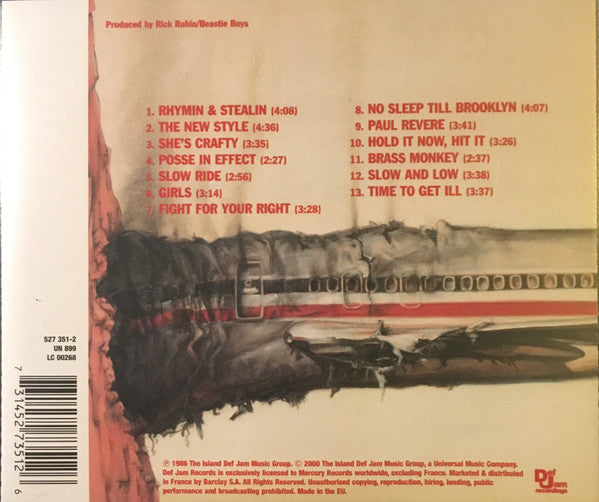 Produced by Rick Rubin/Beastie Boys
1. RHYMIN & STEALIN (4:08)
2. THE NEW STYLE (4:36)
3. SHE'S CRAFTY (3:35)
4. POSSE IN EFFECT (2:27)
5. SLOW RIDE (2:56)
6. GIRLS (3:14)
7. FIGHT FOR YOUR RIGHT (3:28)
8. NO SLEEP TILL BROOKLYN (4:07)
9. PAUL REVERE (3:41)
10. HOLD IT NOW, HIT IT (3:26)
11. BRASS MONKEY (2:37)
12. SLOW AND LOW (3:38)
13. TIME TO GET ILL (3:37)
527 351-2
UN 899
LC 00268
7 31452 73512 6
℗ 1986 The Island Def Jam Music Group. © 2000 The Island Def Jam Music Group, a Universal Music Company.
Def Jam Records is exclusively licensed to Mercury Records worldwide, excluding France. Marketed & distributed
in France by Barclay S.A. Unauthorised copying, reproduction, hiring, lending, public
performance and broadcasting prohibited. Made in the EU.
Def
Jam
recordings